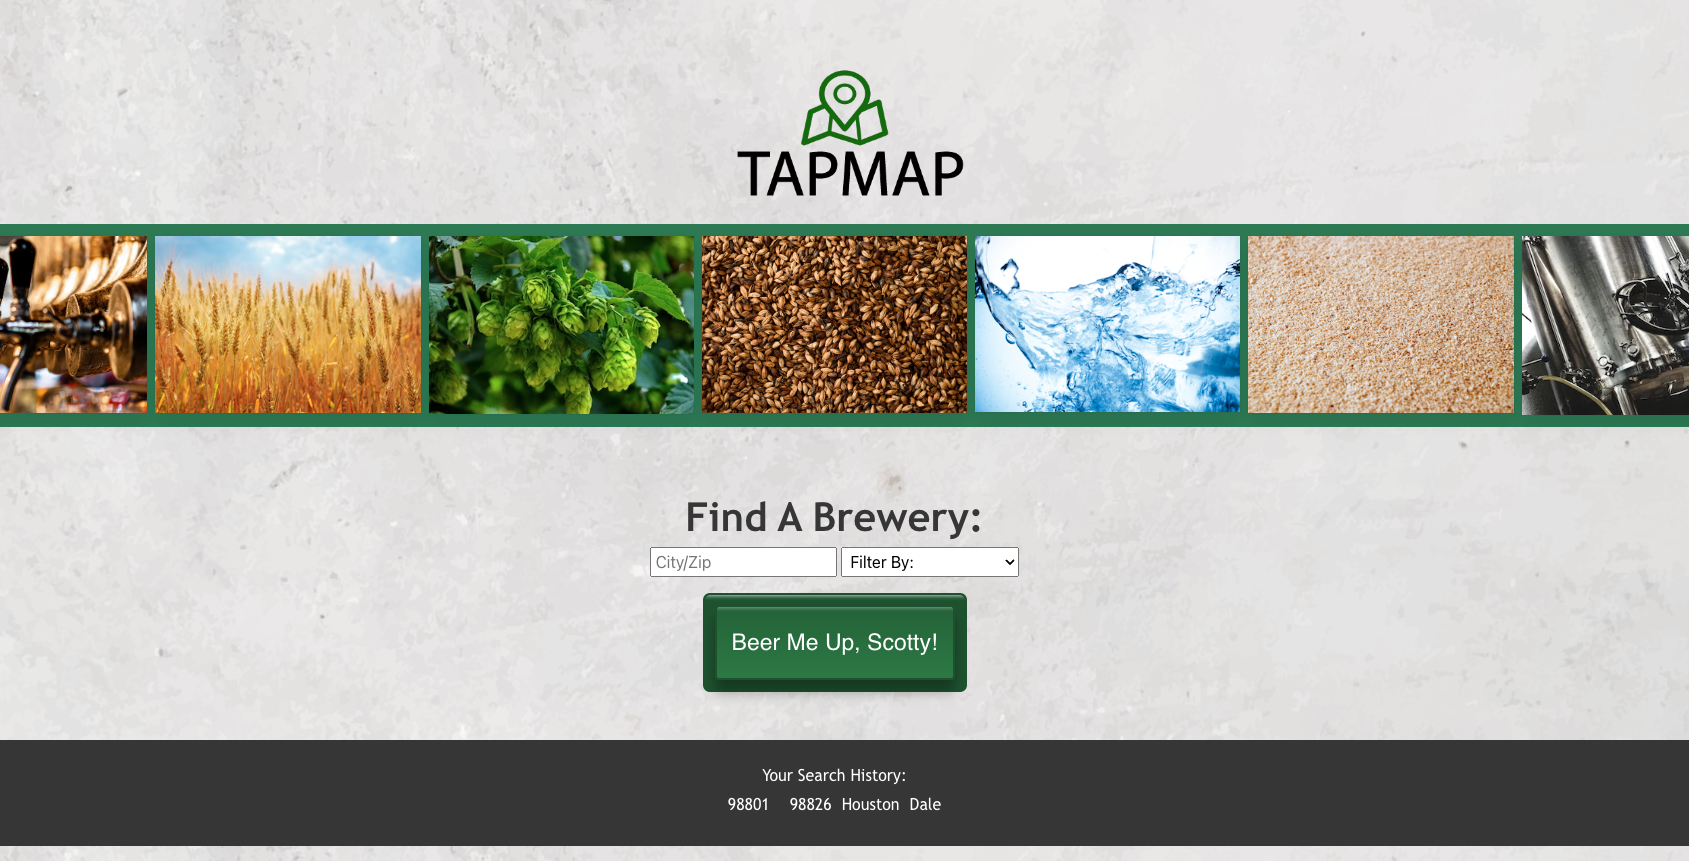 TAPMAP
Find A Brewery:
City/Zip Filter By:
Beer Me Up, Scotty!
Your Search History:
98801 98826 Houston Dale